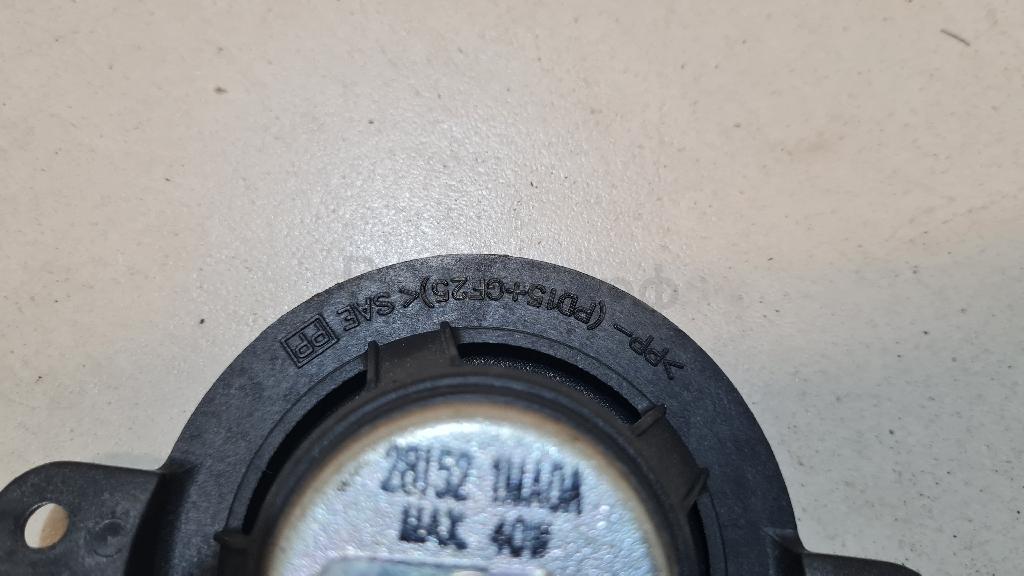 >PP-(PD15+GF25)< SAE PP
28152 1MA0A
MAX 40W